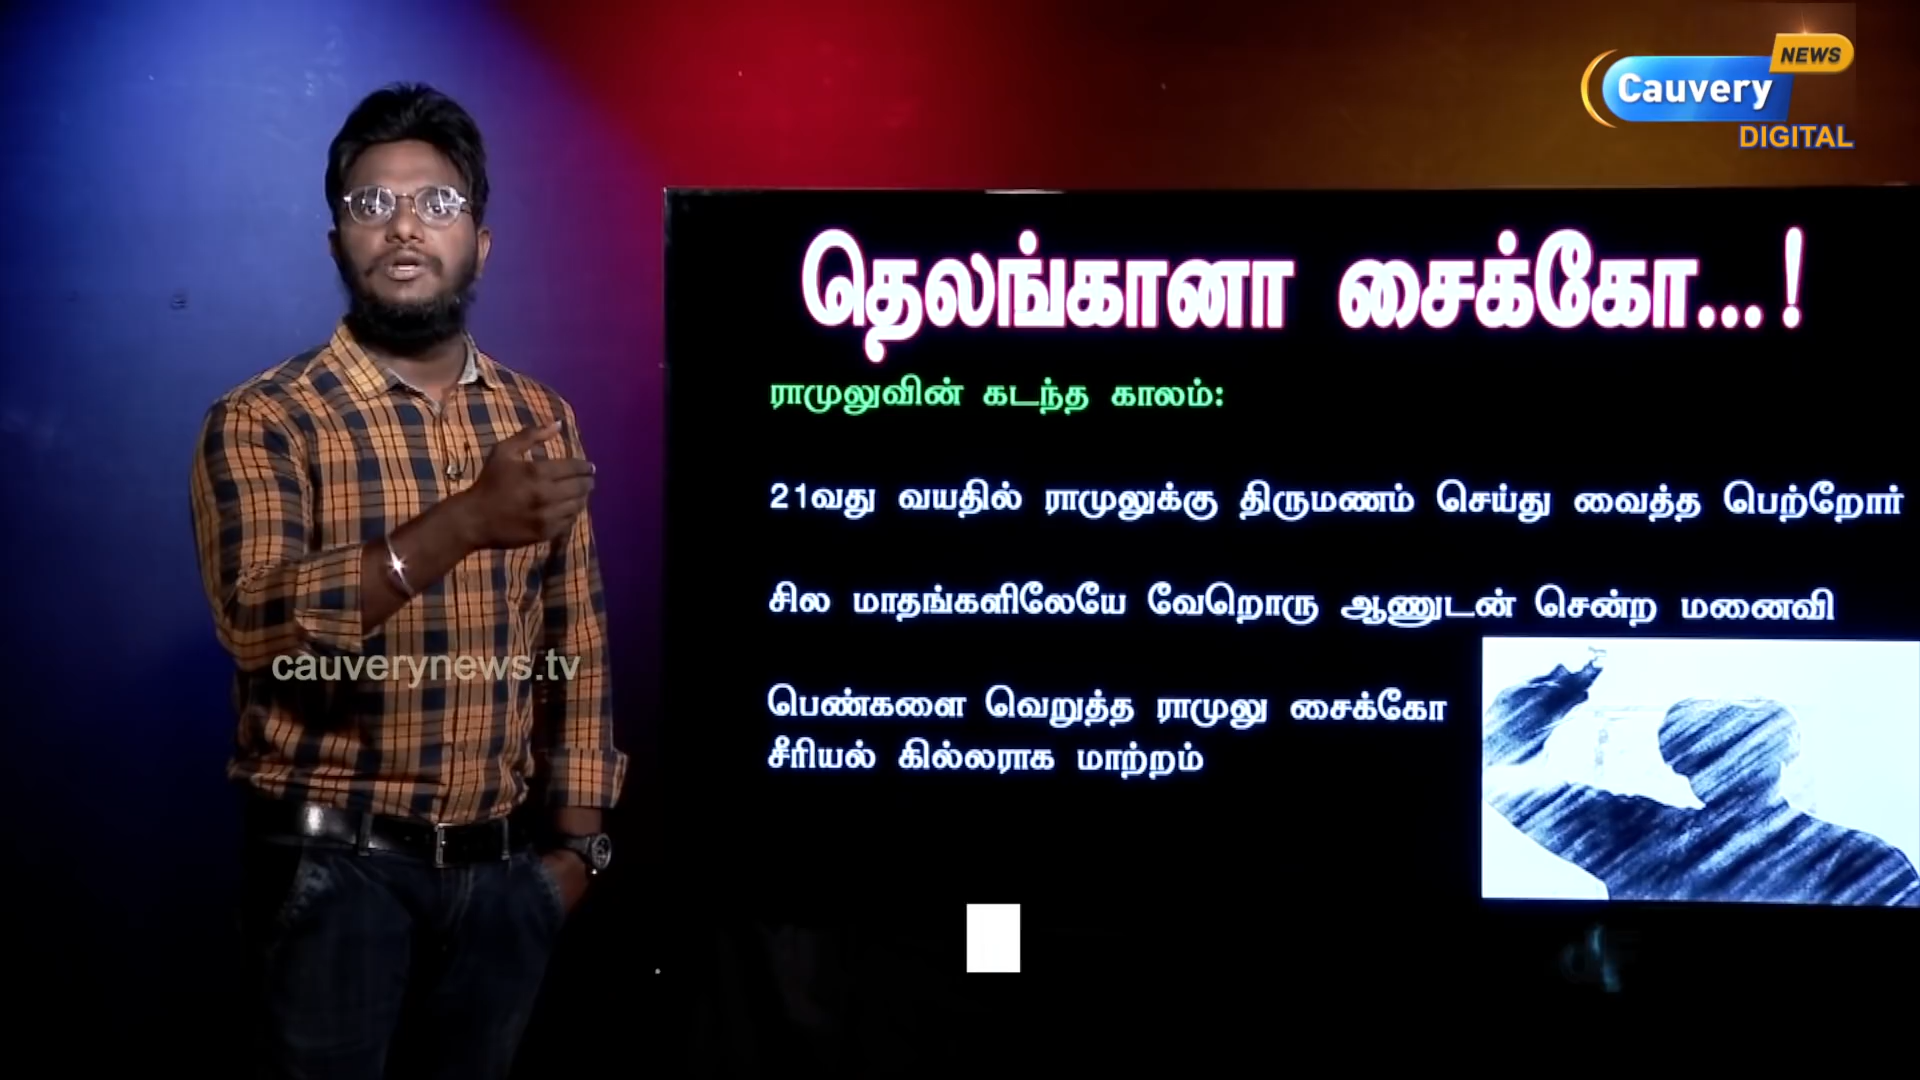 NEWS
Cauvery
DIGITAL
தெலங்கானா சைக்கோ...!
ராமுலுவின் கடந்த காலம்:
21வது வயதில் ராமுலுக்கு திருமணம் செய்து வைத்த பெற்றோர்
சில மாதங்களிலேயே வேறொரு ஆணுடன் சென்ற மனைவி
cauverynews.tv
பெண்களை வெறுத்த ராமுலு சைக்கோ
சீரியல் கில்லராக மாற்றம்